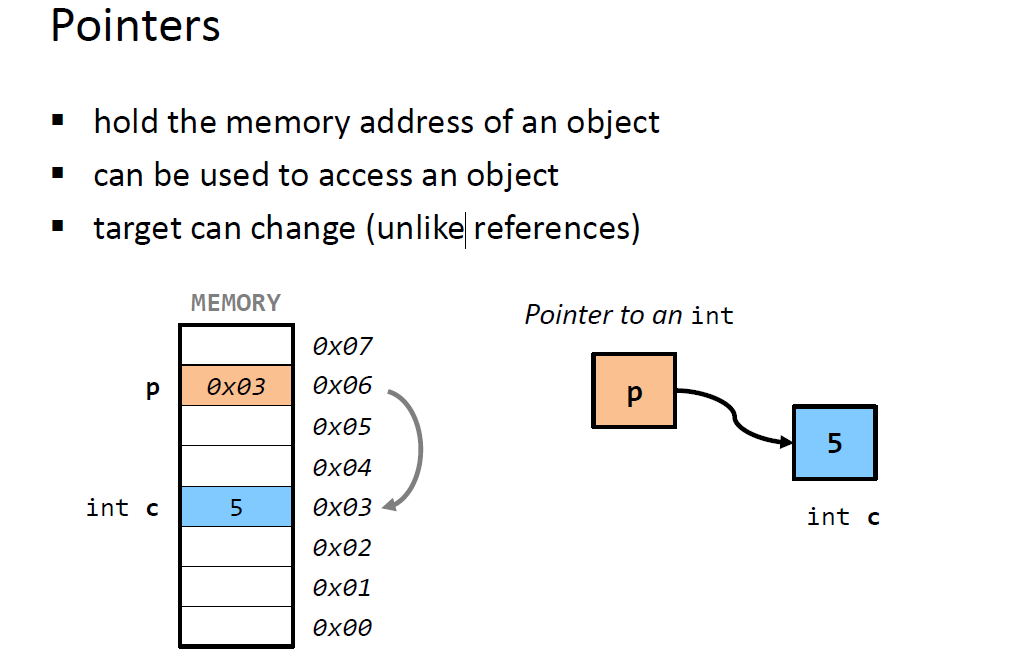 Pointers
▪ hold the memory address of an object
▪ can be used to access an object
▪ target can change (unlike references)
MEMORY
0x07
p 0x03 0x06
0x05
0x04
int c 5 0x03
0x02
0x01
0x00
Pointer to an int
p
5
int c